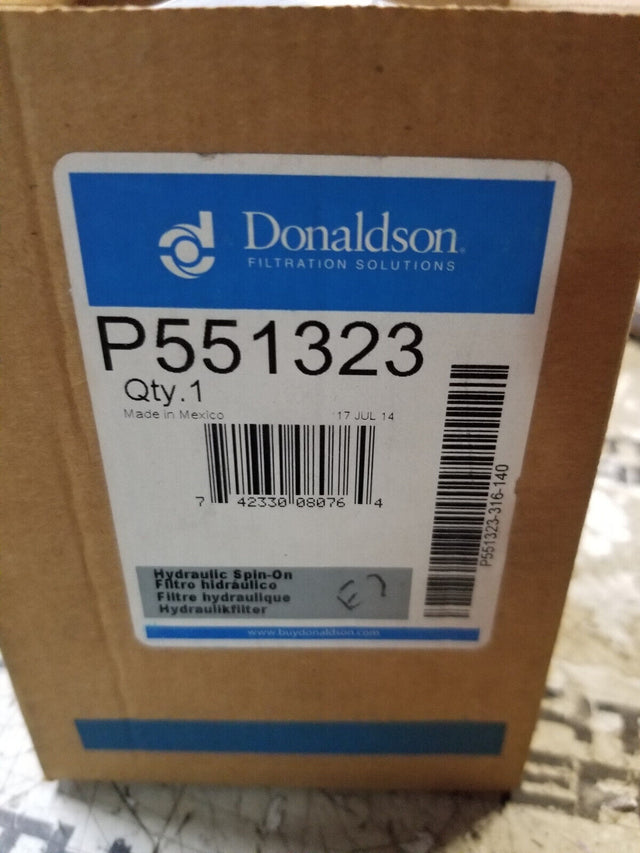 Donaldson.
FILTRATION SOLUTIONS
P551323
Qty.1
Made in Mexico
17 JUL 14
7 42330 08076 4
P551323-316-140
Hydraulic Spin-On
Filtro hidráulico
Filtre hydraulique
Hydraulikfilter
www.buydonaldson.com